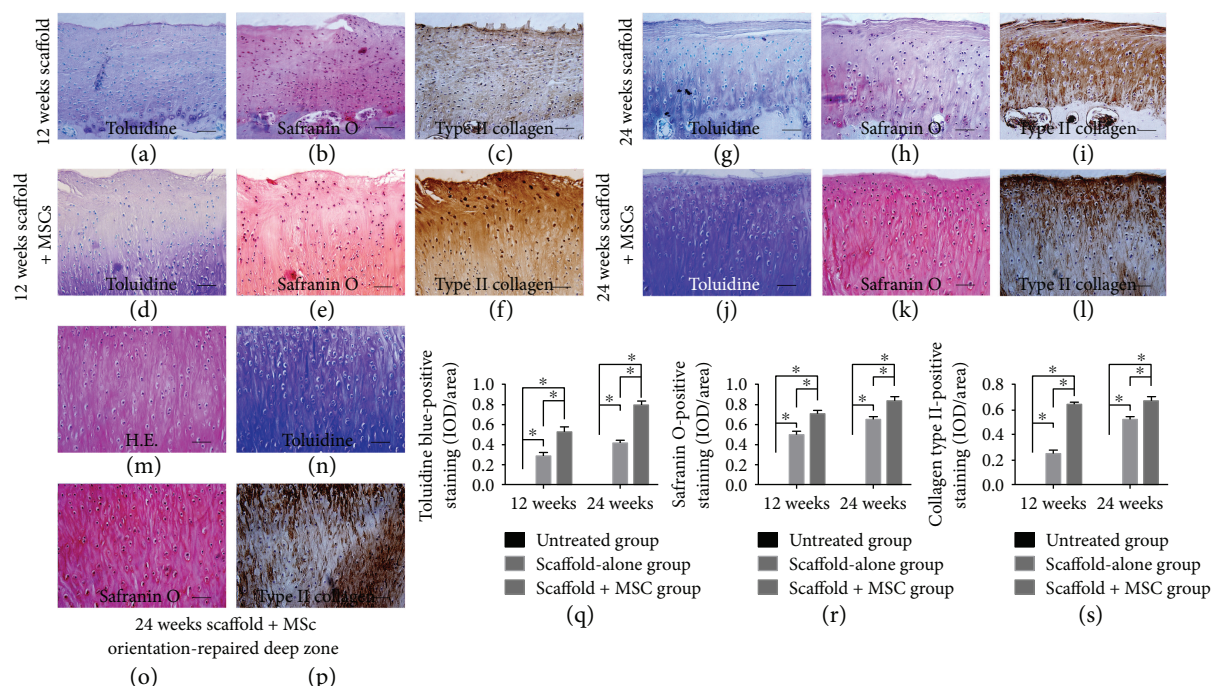 12 weeks scaffold
Toluidine
(a)
Safranin O
(b)
Type II collagen
(c)
24 weeks scaffold
Toluidine
(g)
Safranin O
(h)
Type II collagen
(i)
12 weeks scaffold
+ MSCs
Toluidine
(d)
Safranin O
(e)
Type II collagen
(f)
24 weeks scaffold
+ MSCs
Toluidine
(j)
Safranin O
(k)
Type II collagen
(l)
H.E.
(m)
Toluidine
(n)
Safranin O
Type II collagen
24 weeks scaffold + MSc
orientation-repaired deep zone
(o)
(p)
Toluidine blue-positive
staining (IOD/area)
1.0
0.8
0.6
0.4
0.2
0.0
* * * * * *
12 weeks 24 weeks
Untreated group
Scaffold-alone group
Scaffold + MSC group
(q)
Safranin O-positive
staining (IOD/area)
1.0
0.8
0.6
0.4
0.2
0.0
* * * * * *
12 weeks 24 weeks
Untreated group
Scaffold-alone group
Scaffold + MSC group
(r)
Collagen type II-positive
staining (IOD/area)
0.8
0.6
0.4
0.2
0.0
* * * * * *
12 weeks 24 weeks
Untreated group
Scaffold-alone group
Scaffold + MSC group
(s)